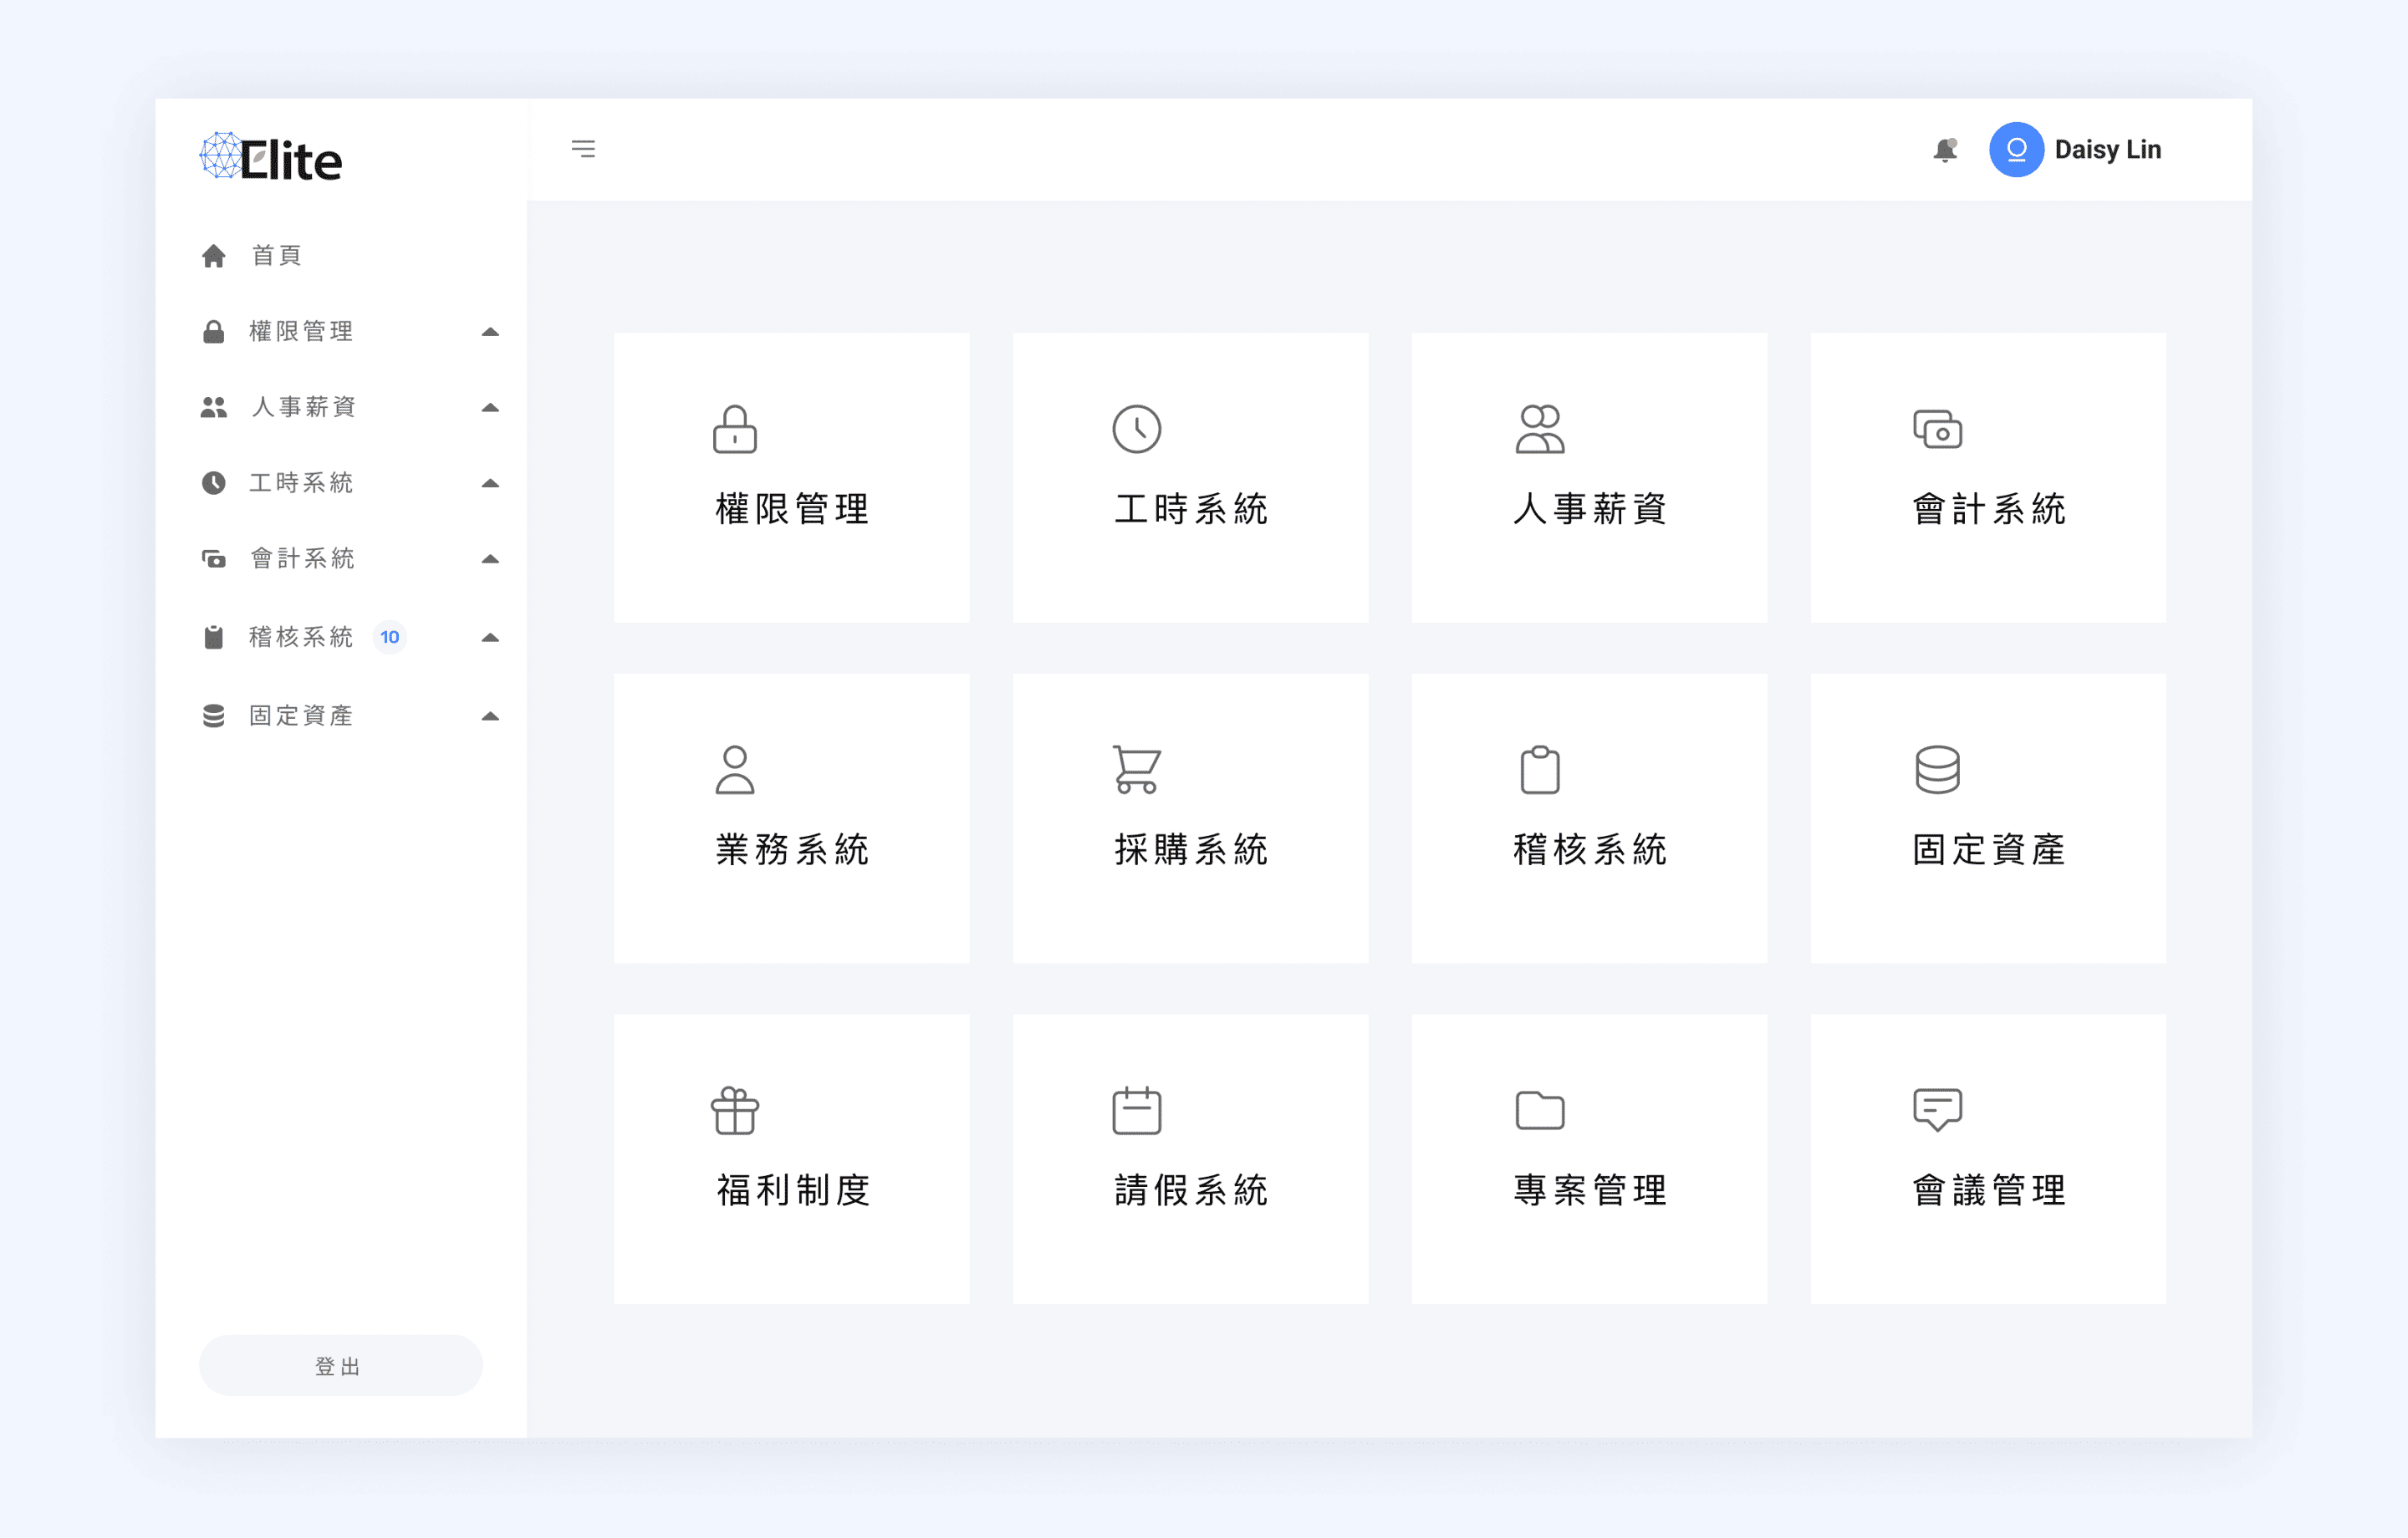 Elite
Daisy Lin
首頁
權限管理
人事薪資
工時系統
會計系統
稽核系統 10
固定資產
登出
權限管理
工時系統
人事薪資
會計系統
業務系統
採購系統
稽核系統
固定資產
福利制度
請假系統
專案管理
會議管理